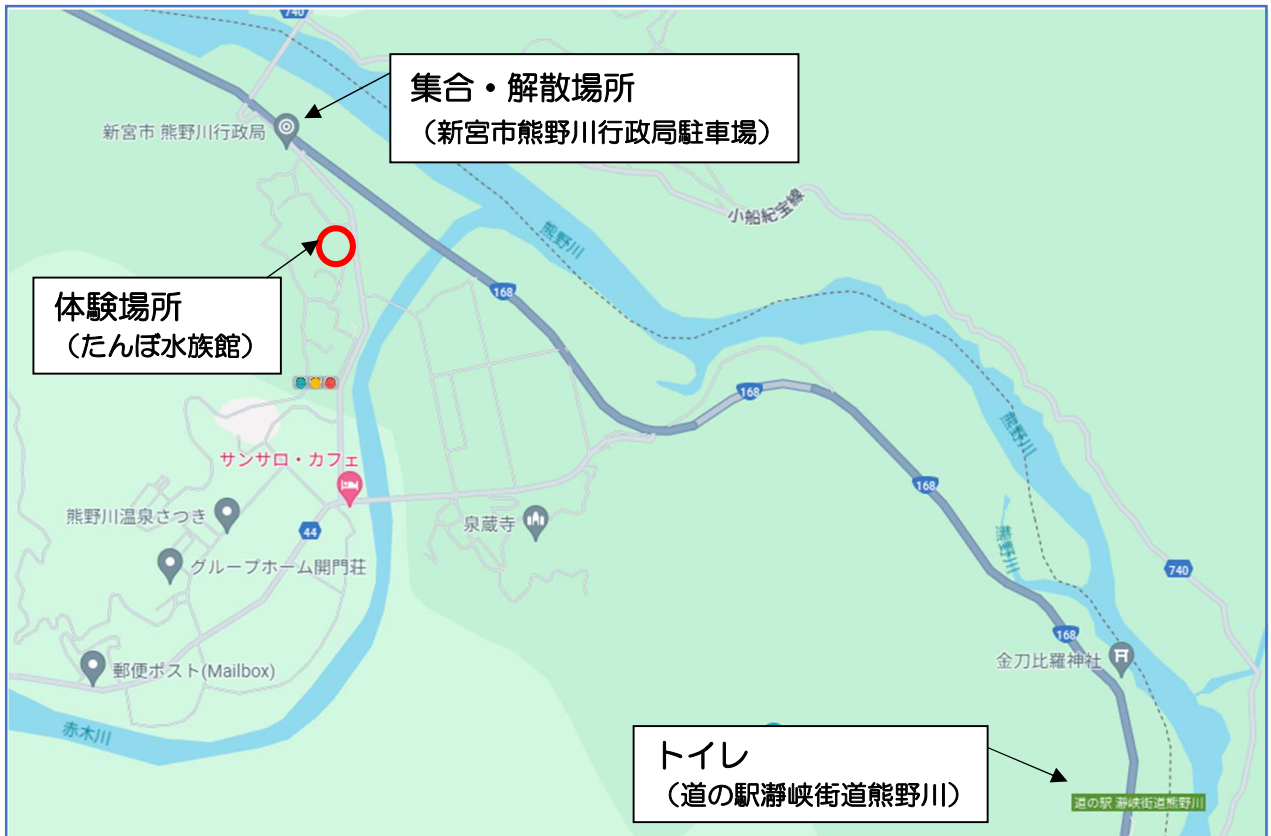 740
集合・解散場所
（新宮市熊野川行政局駐車場）
新宮市 熊野川行政局
小船紀宝線
熊野川
体験場所
（たんぼ水族館）
168
168
熊野川
サンサロ・カフェ
168
熊野川温泉さつき
泉蔵寺
44
熊野川
グループホーム開門荘
740
168
金刀比羅神社
郵便ポスト(Mailbox)
赤木川
トイレ
（道の駅瀞峡街道熊野川）
道の駅 瀞峡街道熊野川